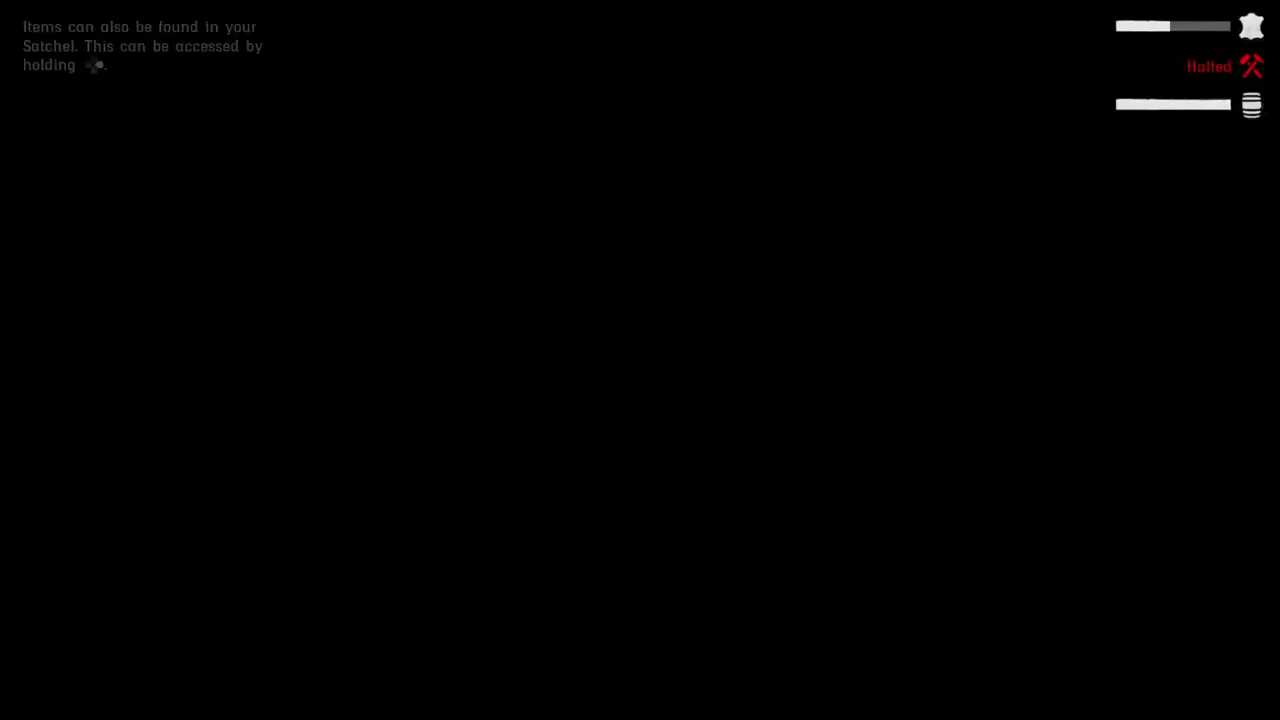 Items can also be found in your
Satchel. This can be accessed by
holding .
Halted